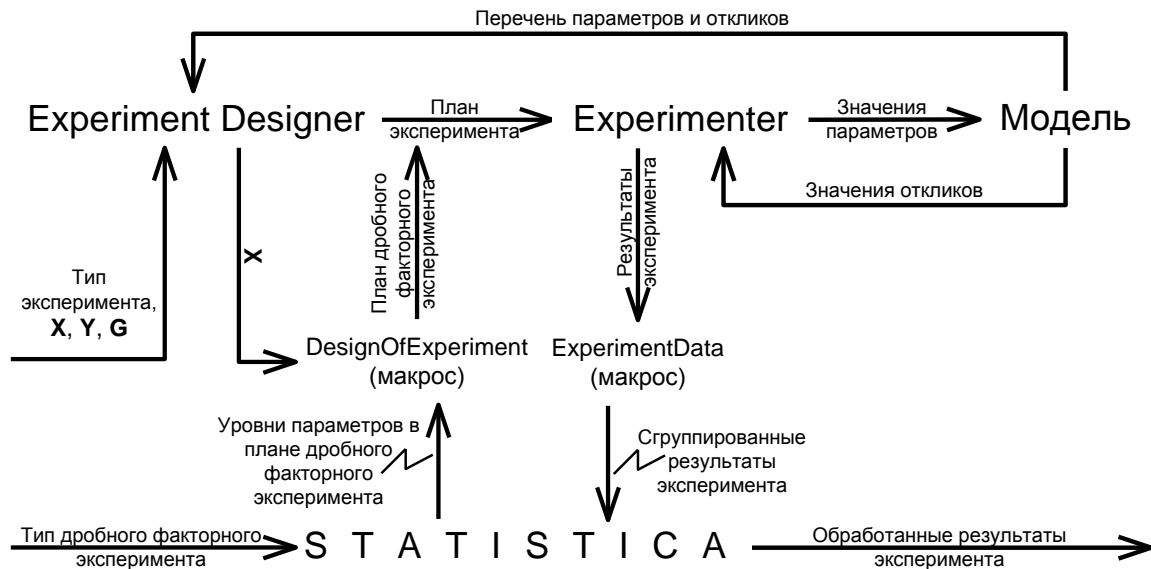 Перечень параметров и откликов
Experiment Designer
План
эксперимента
Experimenter
Значения
параметров
Модель
Значения откликов
X
План дробного
факторного
эксперимента
Результаты
эксперимента
Тип
эксперимента,
X, Y, G
DesignOfExperiment
(макрос)
ExperimentData
(макрос)
Уровни параметров в
плане дробного
факторного
эксперимента
Сгруппированные
результаты
эксперимента
Тип дробного факторного
эксперимента
S T A T I S T I C A
Обработанные результаты
эксперимента